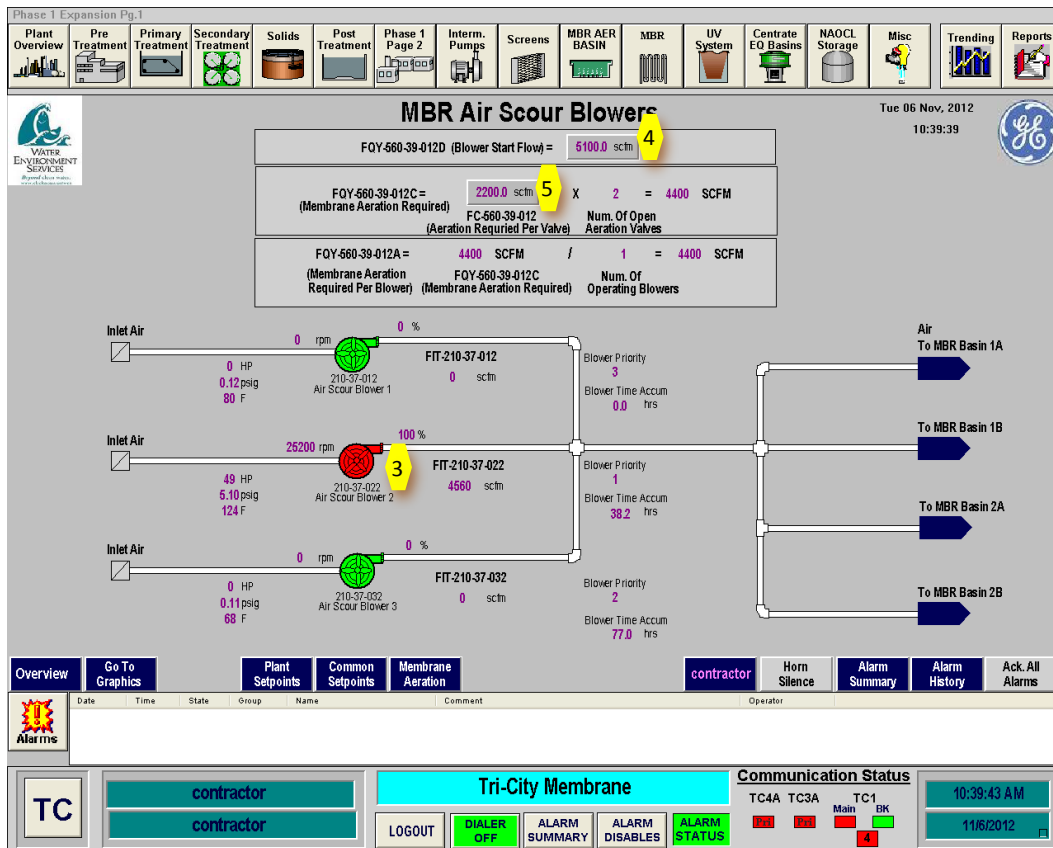 Phase 1 Expansion Pg.1
Plant Overview
Pre Treatment
Primary Treatment
Secondary Treatment
Solids
Post Treatment
Phase 1 Page 2
Interm. Pumps
Screens
MBR AER BASIN
MBR
UV System
Centrate EQ Basins
NAOCL Storage
Misc
Trending
Reports
WATER
ENVIRONMENT
SERVICES
MBR Air Scour Blowers
Tue 06 Nov, 2012
10:39:39
FQY-560-39-012D (Blower Start Flow) = 5100.0 scfm 4
FQY-560-39-012C = 2200.0 scfm 5 X 2 = 4400 SCFM
(Membrane Aeration Required)
FC-560-39-012 Num. Of Open
(Aeration Requried Per Valve) Aeration Valves
FQY-560-39-012A = 4400 SCFM / 1 = 4400 SCFM
(Membrane Aeration FQY-560-39-012C Num. Of
Required Per Blower) (Membrane Aeration Required) Operating Blowers
Inlet Air
0 rpm
0 %
0 HP
0.12 psig
80 F
210-37-012
Air Scour Blower 1
FIT-210-37-012
0 scfm
Blower Priority
3
Blower Time Accum
0.0 hrs
Inlet Air
25200 rpm
100 %
3
49 HP
5.10 psig
124 F
210-37-022
Air Scour Blower 2
FIT-210-37-022
4560 scfm
Blower Priority
1
Blower Time Accum
38.2 hrs
Inlet Air
0 rpm
0 %
0 HP
0.11 psig
68 F
210-37-032
Air Scour Blower 3
FIT-210-37-032
0 scfm
Blower Priority
2
Blower Time Accum
77.0 hrs
Air
To MBR Basin 1A
To MBR Basin 1B
To MBR Basin 2A
To MBR Basin 2B
Overview
Go To Graphics
Plant Setpoints
Common Setpoints
Membrane Aeration
contractor
Horn Silence
Alarm Summary
Alarm History
Ack. All Alarms
Alarms
Date Time State Group Name Comment Operator
TC
contractor
contractor
Tri-City Membrane
LOGOUT
DIALER OFF
ALARM SUMMARY
ALARM DISABLES
ALARM STATUS
Communication Status
TC4A TC3A TC1
Main BK
Pri Pri
4
10:39:43 AM
11/6/2012